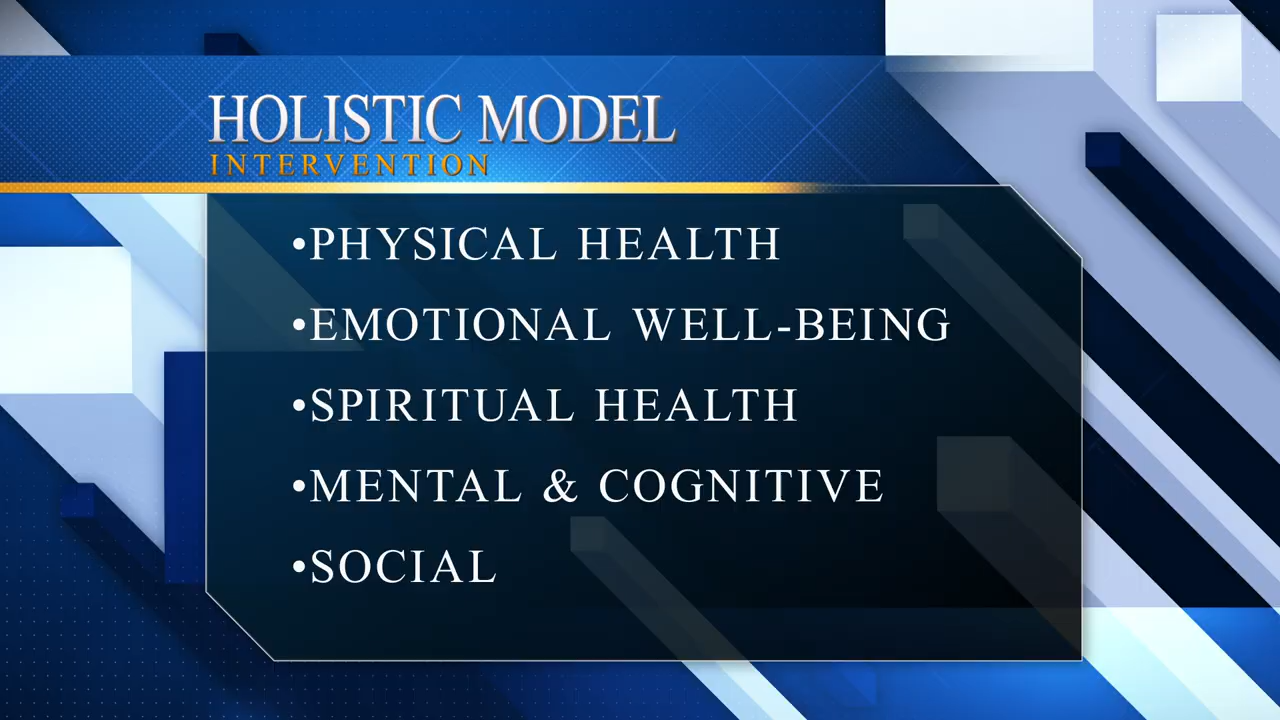 HOLISTIC MODEL
INTERVENTION
•PHYSICAL HEALTH
•EMOTIONAL WELL-BEING
•SPIRITUAL HEALTH
•MENTAL & COGNITIVE
•SOCIAL